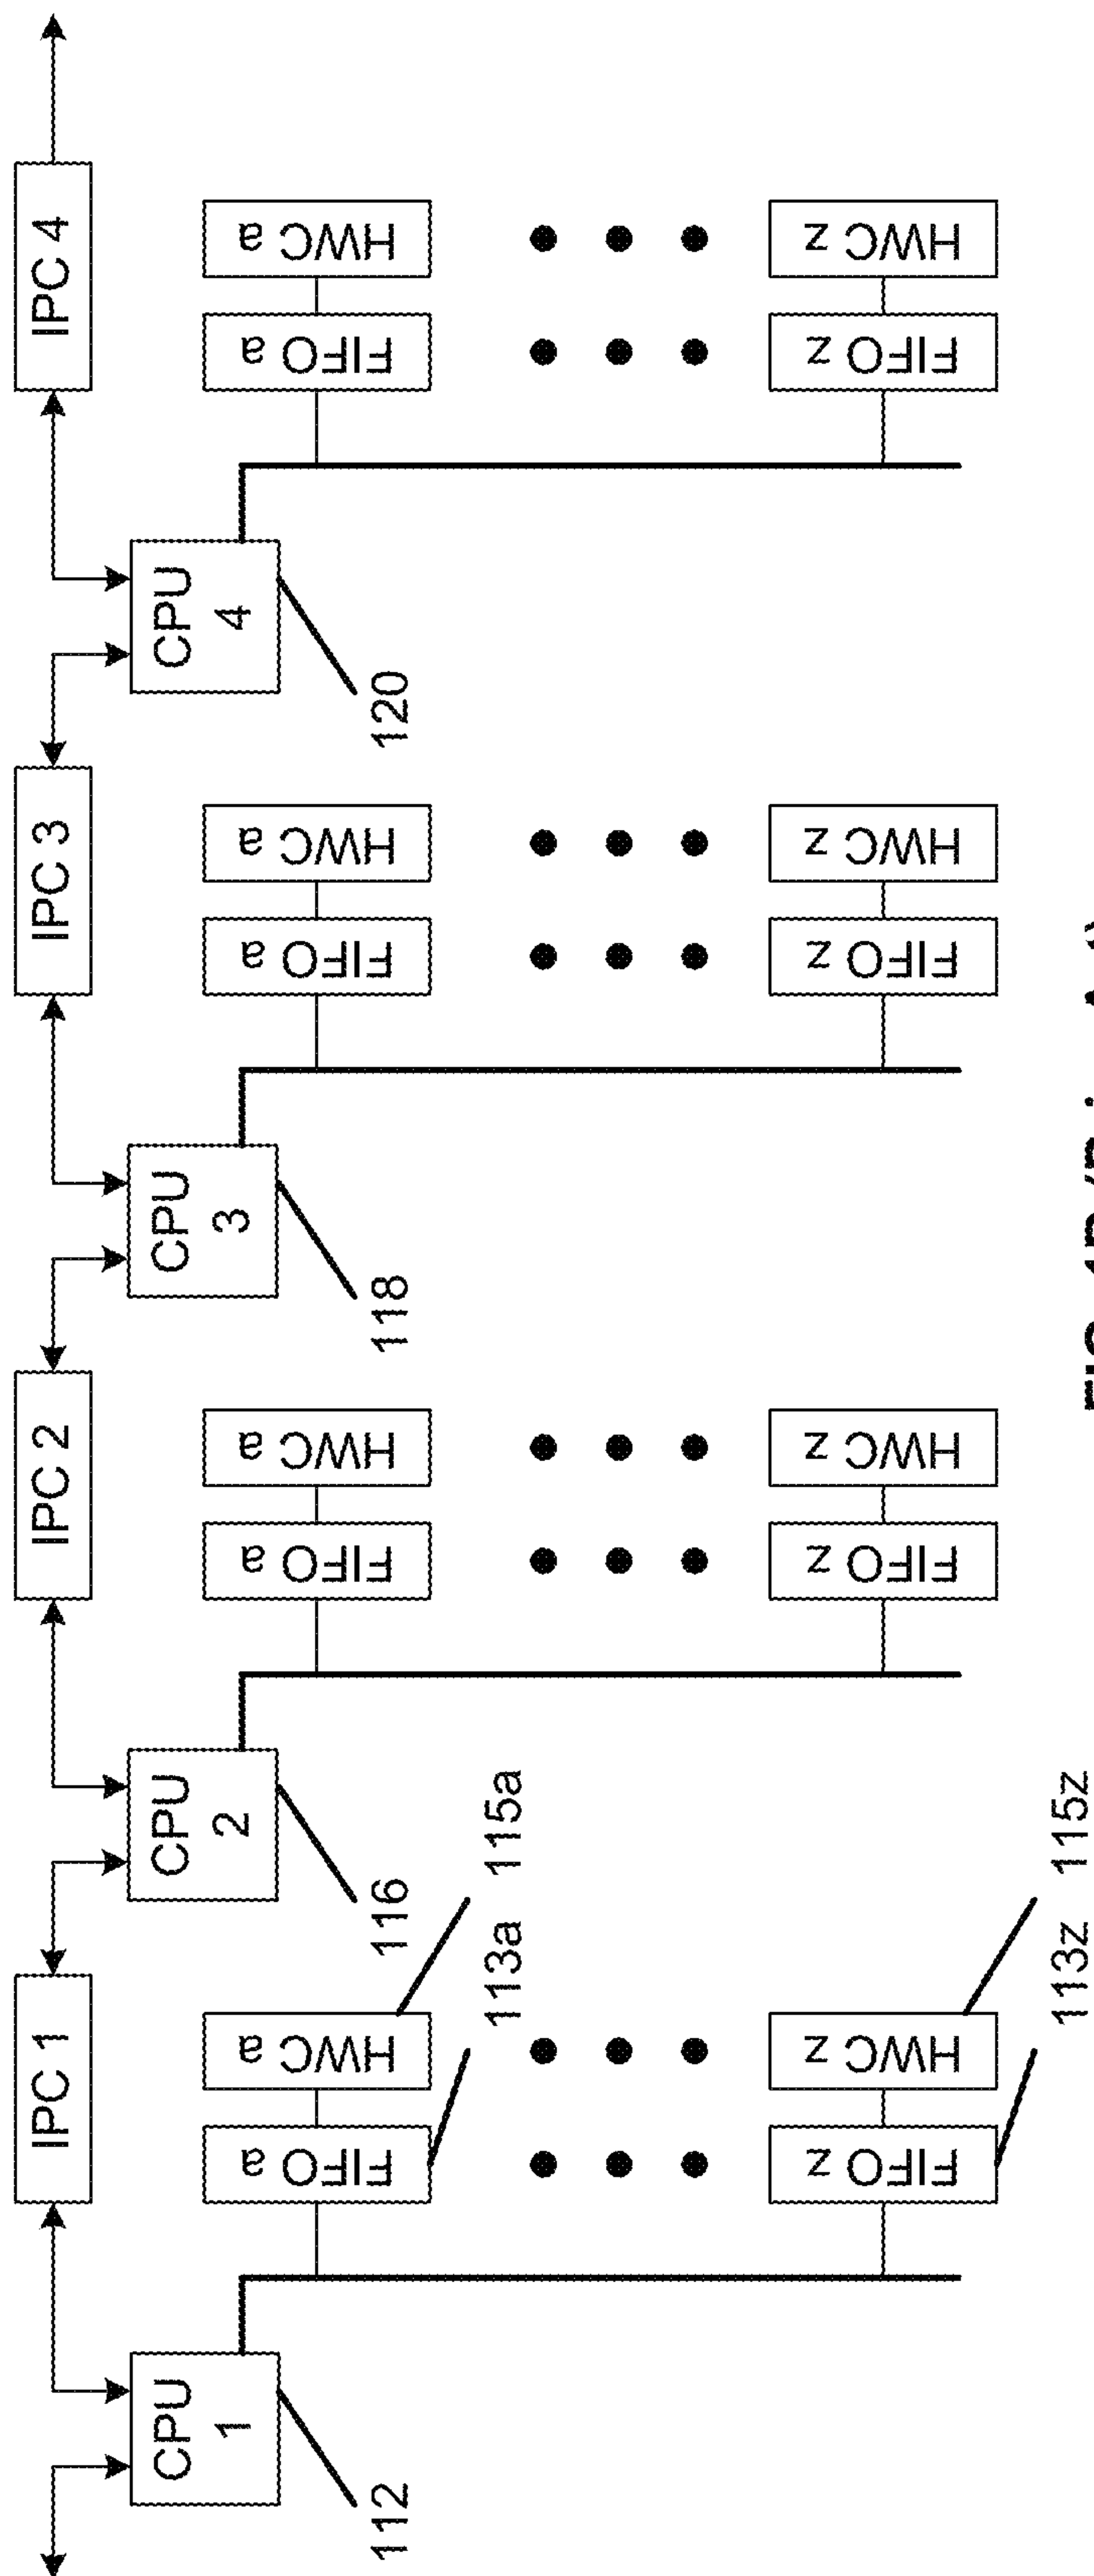 IPC 1
IPC 2
IPC 3
IPC 4
CPU
1
CPU
2
CPU
3
CPU
4
112
116
118
120
FIFO a
HWC a
FIFO a
HWC a
FIFO a
HWC a
FIFO a
HWC a
113a
115a
FIFO z
HWC z
FIFO z
HWC z
FIFO z
HWC z
FIFO z
HWC z
113z
115z